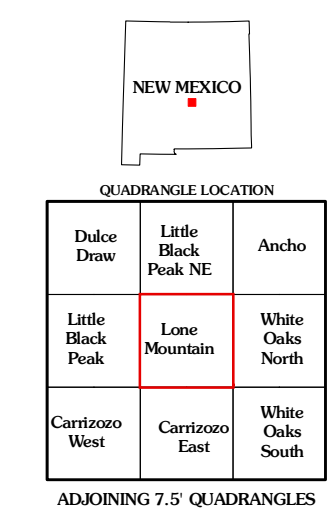 NEW MEXICO
QUADRANGLE LOCATION
Dulce
Draw
Little
Black
Peak NE
Ancho
Little
Black
Peak
Lone
Mountain
White
Oaks
North
Carrizozo
West
Carrizozo
East
White
Oaks
South
ADJOINING 7.5' QUADRANGLES